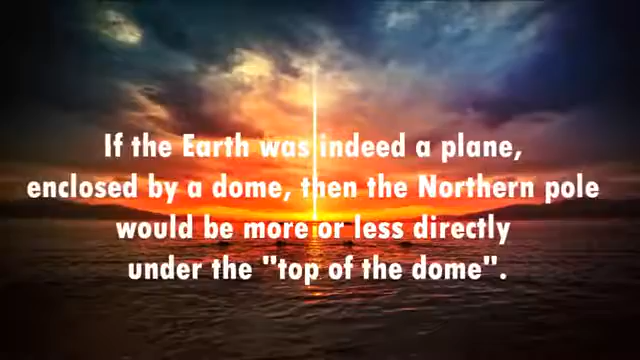 If the Earth was indeed a plane,
enclosed by a dome, then the Northern pole
would be more or less directly
under the "top of the dome".